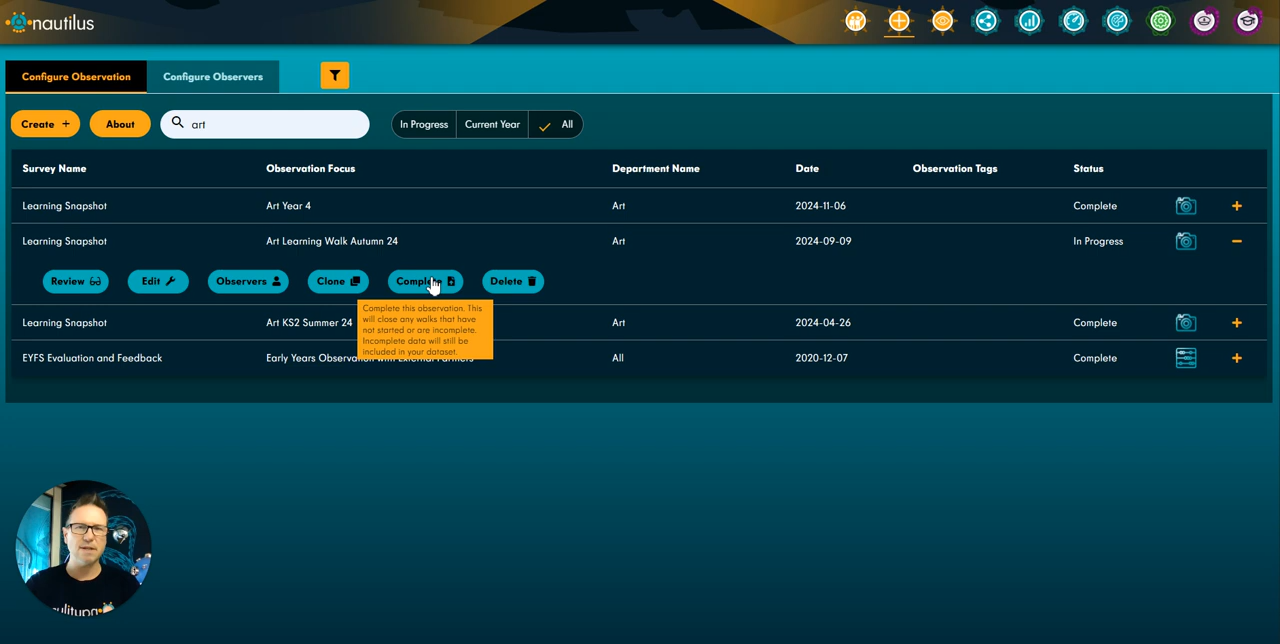 nautilus
Configure Observation
Configure Observers
Create +
About
art
In Progress
Current Year
All
Survey Name
Observation Focus
Department Name
Date
Observation Tags
Status
Learning Snapshot
Art Year 4
Art
2024-11-06
Complete
Learning Snapshot
Art Learning Walk Autumn 24
Art
2024-09-09
In Progress
Review
Edit
Observers
Clone
Delete
Complete this observation. This
will close any walks that have
not started or are incomplete.
Incomplete data will still be
included in your dataset.
Learning Snapshot
Art KS2 Summer 24
Art
2024-04-26
Complete
EYFS Evaluation and Feedback
Early Years Observation with External Partners
All
2020-12-07
Complete